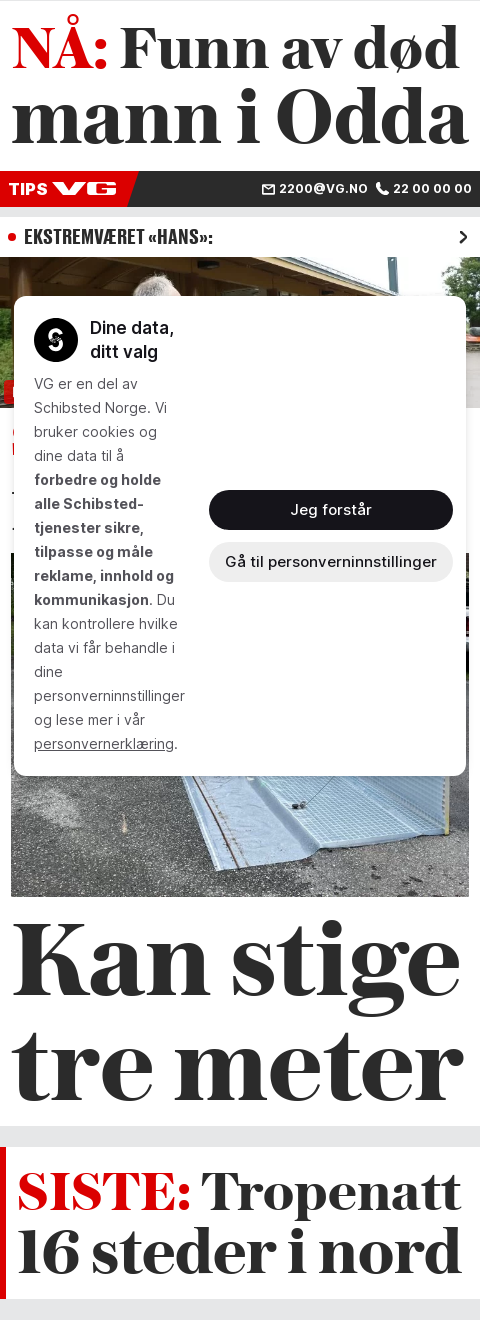 NÅ: Funn av død
mann i Odda
TIPS VG
2200@VG.NO 22 00 00 00
EKSTREMVÆRET «HANS»:
Dine data,
ditt valg
VG er en del av
Schibsted Norge. Vi
bruker cookies og
dine data til å
forbedre og holde
alle Schibsted-
tjenester sikre,
tilpasse og måle
reklame, innhold og
kommunikasjon. Du
kan kontrollere hvilke
data vi får behandle i
dine
personverninnstillinger
og lese mer i vår
personvernerklæring.
Jeg forstår
Gå til personverninnstillinger
Kan stige
tre meter
SISTE: Tropenatt
16 steder i nord